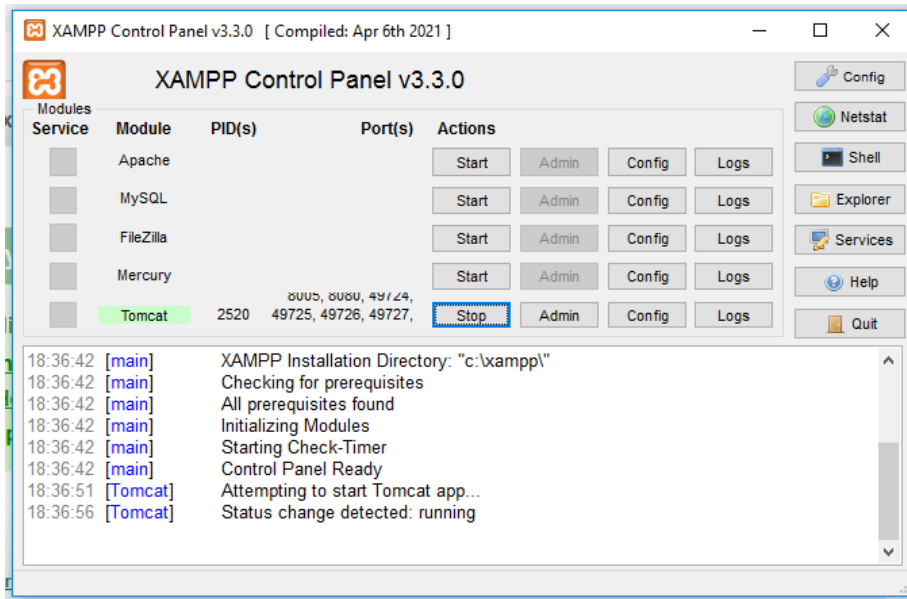 XAMPP Control Panel v3.3.0 [ Compiled: Apr 6th 2021 ]
XAMPP Control Panel v3.3.0
Config
Modules
Netstat
Service Module PID(s) Port(s) Actions
Apache Start Admin Config Logs
Shell
MySQL Start Admin Config Logs
Explorer
FileZilla Start Admin Config Logs
Services
Mercury Start Admin Config Logs
Help
8005, 8080, 49724,
Tomcat 2520 49725, 49726, 49727, Stop Admin Config Logs
Quit
18:36:42 [main] XAMPP Installation Directory: "c:\xampp\"
18:36:42 [main] Checking for prerequisites
18:36:42 [main] All prerequisites found
18:36:42 [main] Initializing Modules
18:36:42 [main] Starting Check-Timer
18:36:42 [main] Control Panel Ready
18:36:51 [Tomcat] Attempting to start Tomcat app...
18:36:56 [Tomcat] Status change detected: running